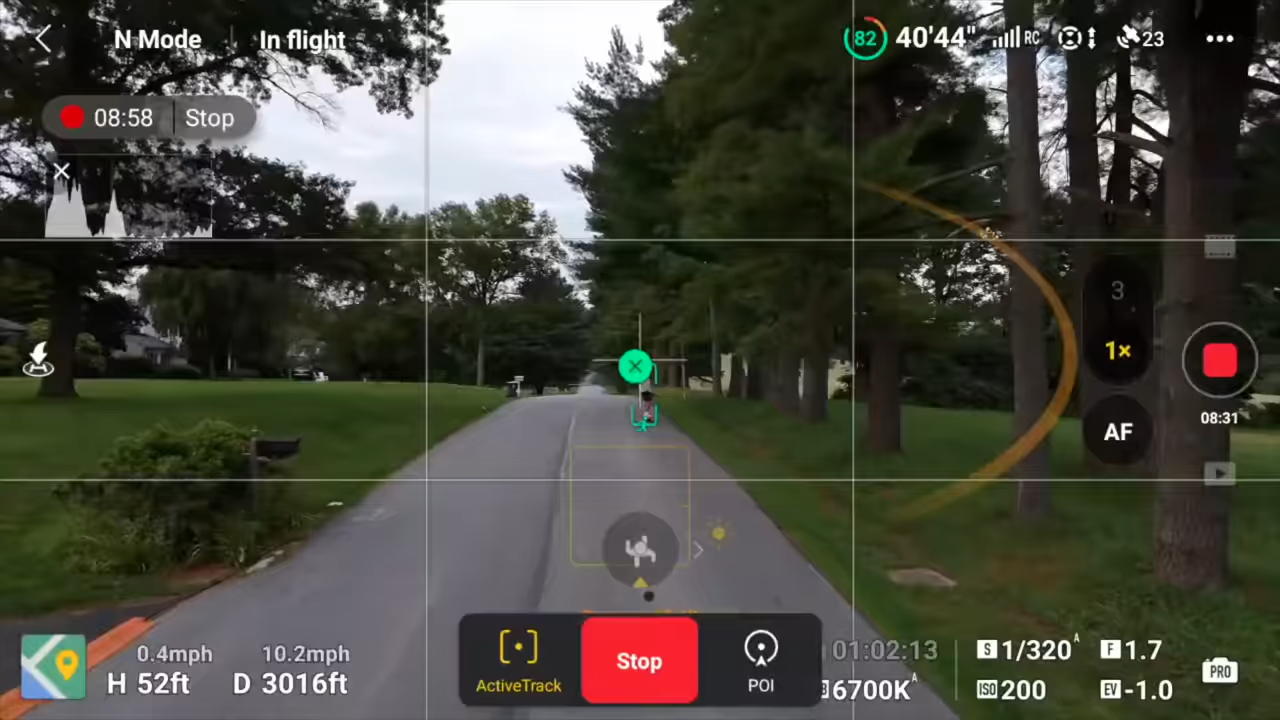 N Mode
In flight
82
40'44"
RC
23
08:58
Stop
3
1×
AF
08:31
0.4mph
10.2mph
H 52ft
D 3016ft
ActiveTrack
Stop
POI
01:02:13
6700K A
S 1/320 A
F 1.7
ISO 200
EV -1.0
PRO